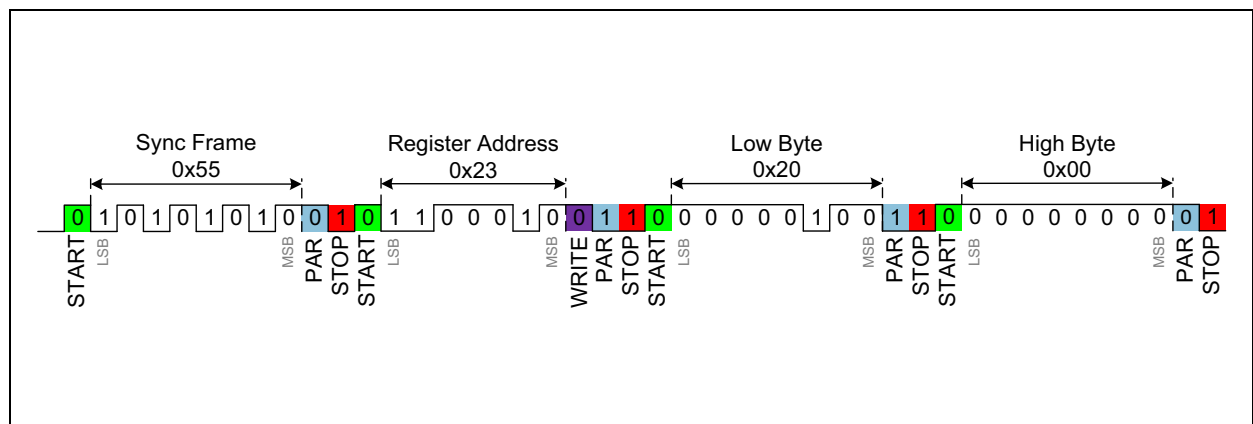 Sync Frame
0x55
Register Address
0x23
Low Byte
0x20
High Byte
0x00
0 1 0 1 0 1 0 1 0 0 1 0 1 1 0 0 0 1 0 0 1 1 0 0 0 0 0 0 1 0 0 1 1 0 0 0 0 0 0 0 0 0 0 1
START
LSB
MSB
PAR
STOP
START
LSB
MSB
WRITE
PAR
STOP
START
LSB
MSB
PAR
STOP
START
LSB
MSB
PAR
STOP